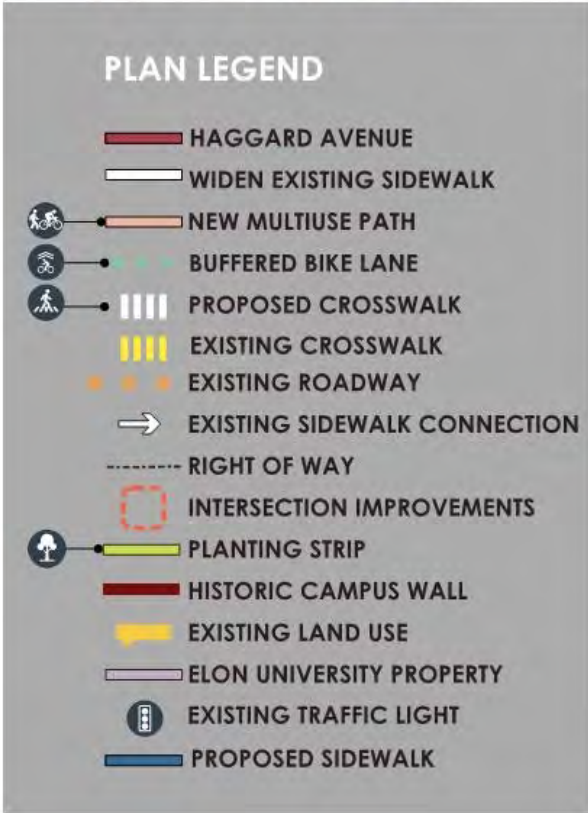 PLAN LEGEND
HAGGARD AVENUE
WIDEN EXISTING SIDEWALK
NEW MULTIUSE PATH
BUFFERED BIKE LANE
PROPOSED CROSSWALK
EXISTING CROSSWALK
EXISTING ROADWAY
EXISTING SIDEWALK CONNECTION
RIGHT OF WAY
INTERSECTION IMPROVEMENTS
PLANTING STRIP
HISTORIC CAMPUS WALL
EXISTING LAND USE
ELON UNIVERSITY PROPERTY
EXISTING TRAFFIC LIGHT
PROPOSED SIDEWALK